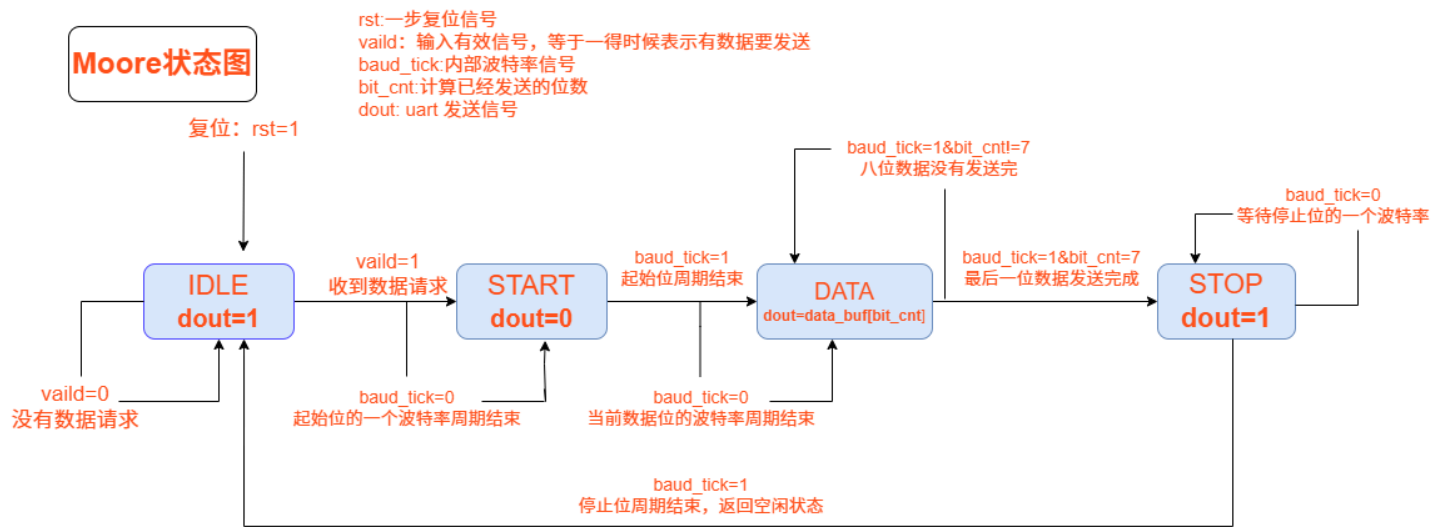 Moore状态图
rst:一步复位信号
vaild：输入有效信号，等于一得时候表示有数据要发送
baud_tick:内部波特率信号
bit_cnt:计算已经发送的位数
dout: uart 发送信号
复位：rst=1
baud_tick=1&bit_cnt!=7
八位数据没有发送完
baud_tick=0
等待停止位的一个波特率
vaild=1
收到数据请求
baud_tick=1
起始位周期结束
baud_tick=1&bit_cnt=7
最后一位数据发送完成
IDLE
dout=1
START
dout=0
DATA
dout=data_buf[bit_cnt]
STOP
dout=1
vaild=0
没有数据请求
baud_tick=0
起始位的一个波特率周期结束
baud_tick=0
当前数据位的波特率周期结束
baud_tick=1
停止位周期结束，返回空闲状态